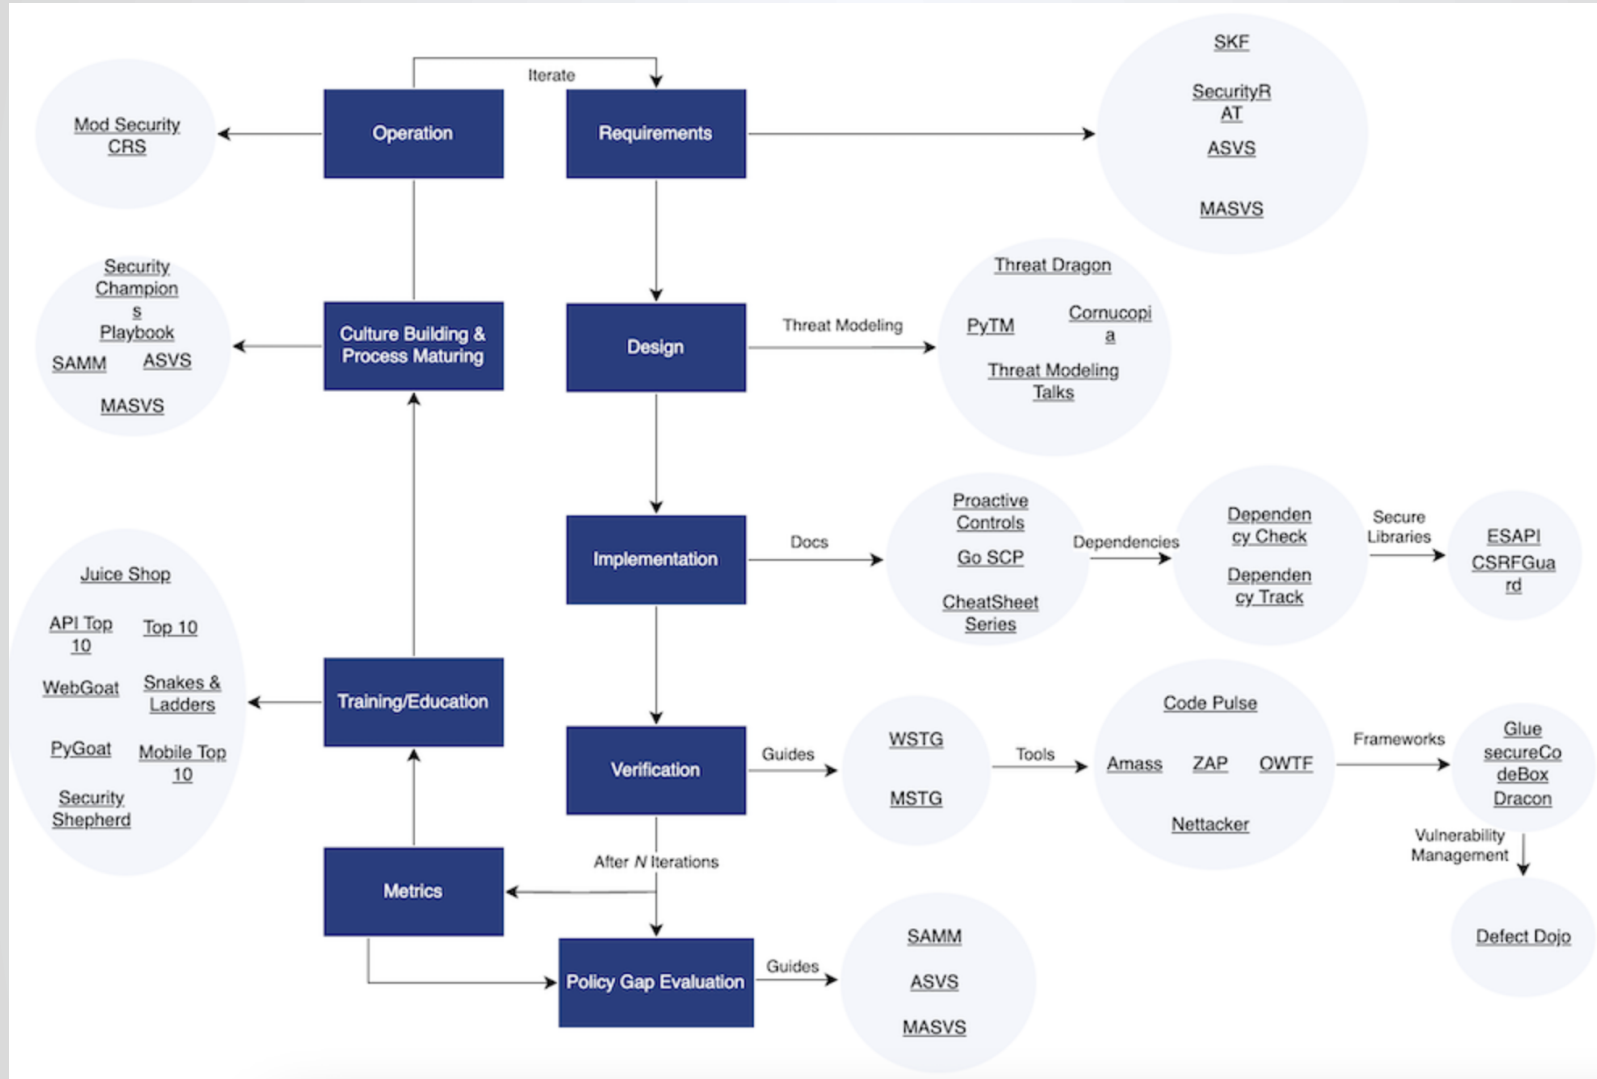 Iterate
Mod Security
CRS
Operation
Requirements
SKF
SecurityR
AT
ASVS
MASVS
Security
Champion
s
Playbook
SAMM
ASVS
MASVS
Culture Building &
Process Maturing
Design
Threat Modeling
Threat Dragon
PyTM
Cornucopi
a
Threat Modeling
Talks
Implementation
Docs
Proactive
Controls
Go SCP
CheatSheet
Series
Dependencies
Dependen
cy Check
Dependen
cy Track
Secure
Libraries
ESAPI
CSRFGua
rd
Juice Shop
API Top
10
Top 10
WebGoat
Snakes &
Ladders
PyGoat
Mobile Top
10
Security
Shepherd
Training/Education
Verification
Guides
WSTG
MSTG
Tools
Code Pulse
Amass
ZAP
OWTF
Nettacker
Frameworks
Glue
secureCo
deBox
Dracon
Vulnerability
Management
Defect Dojo
After N Iterations
Metrics
Policy Gap Evaluation
Guides
SAMM
ASVS
MASVS